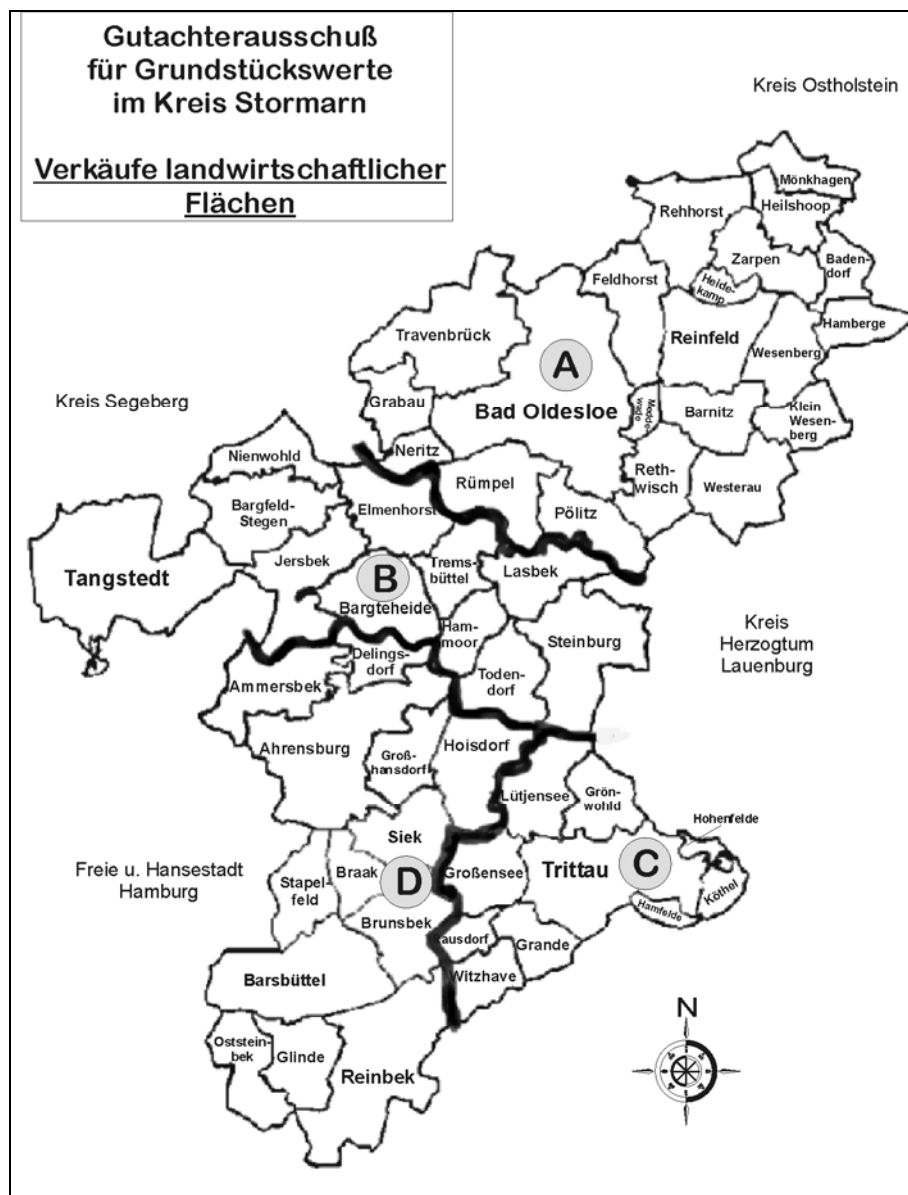 Gutachterausschuß
für Grundstückswerte
im Kreis Stormarn
Verkäufe landwirtschaftlicher
Flächen
Kreis Ostholstein
Mönkhagen
Rehhorst
Heilshoop
Zarpen
Baden-
dorf
Feldhorst
Heide-
kamp
Hamberge
Travenbrück
Reinfeld
Wesenberg
A
Kreis Segeberg
Grabau
Bad Oldesloe
Modde-
wade
Barnitz
Klein
Wesen-
berg
Nienwohld
Neritz
Rümpel
Reth-
wisch
Westerau
Bargfeld-
Stegen
Elmenhorst
Pölitz
Jersbek
Tangstedt
B
Bargteheide
Trems-
büttel
Lasbek
Ham-
moor
Steinburg
Kreis
Herzogtum
Lauenburg
Delings-
dorf
Ammersbek
Toden-
dorf
Ahrensburg
Groß-
hansdorf
Hoisdorf
Lütjensee
Grön-
wohld
Hohenfelde
Siek
Freie u. Hansestadt
Hamburg
Stapel-
feld
Braak
D
Großensee
Trittau
C
Köthel
Hamfelde
Brunsbek
ausdorf
Grande
Witzhave
Barsbüttel
N
Oststein-
bek
Glinde
Reinbek